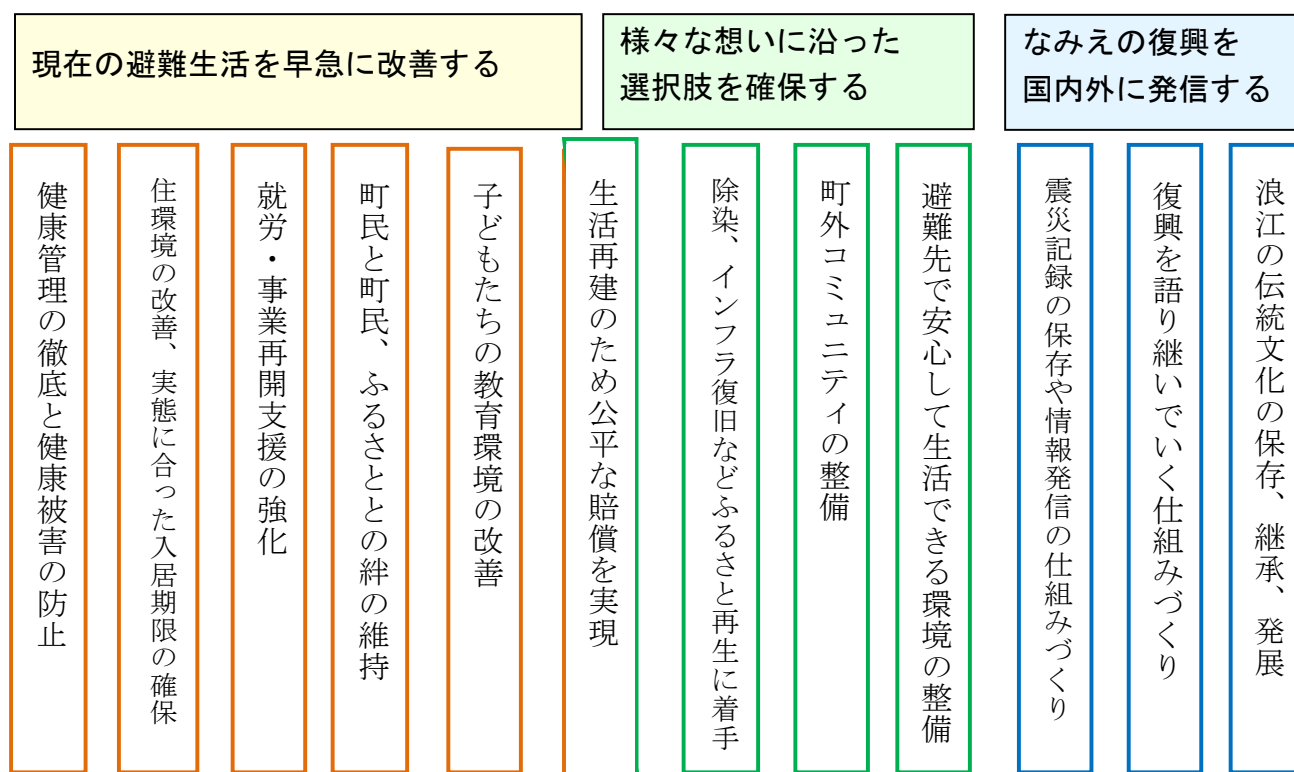 現在の避難生活を早急に改善する
様々な想いに沿った
選択肢を確保する
なみえの復興を
国内外に発信する
健康管理の徹底と健康被害の防止
住環境の改善、実態に合った入居期限の確保
就労・事業再開支援の強化
町民と町民、ふるさととの絆の維持
子どもたちの教育環境の改善
生活再建のため公平な賠償を実現
除染、インフラ復旧などふるさと再生に着手
町外コミュニティの整備
避難先で安心して生活できる環境の整備
震災記録の保存や情報発信の仕組みづくり
復興を語り継いでいく仕組みづくり
浪江の伝統文化の保存、継承、発展